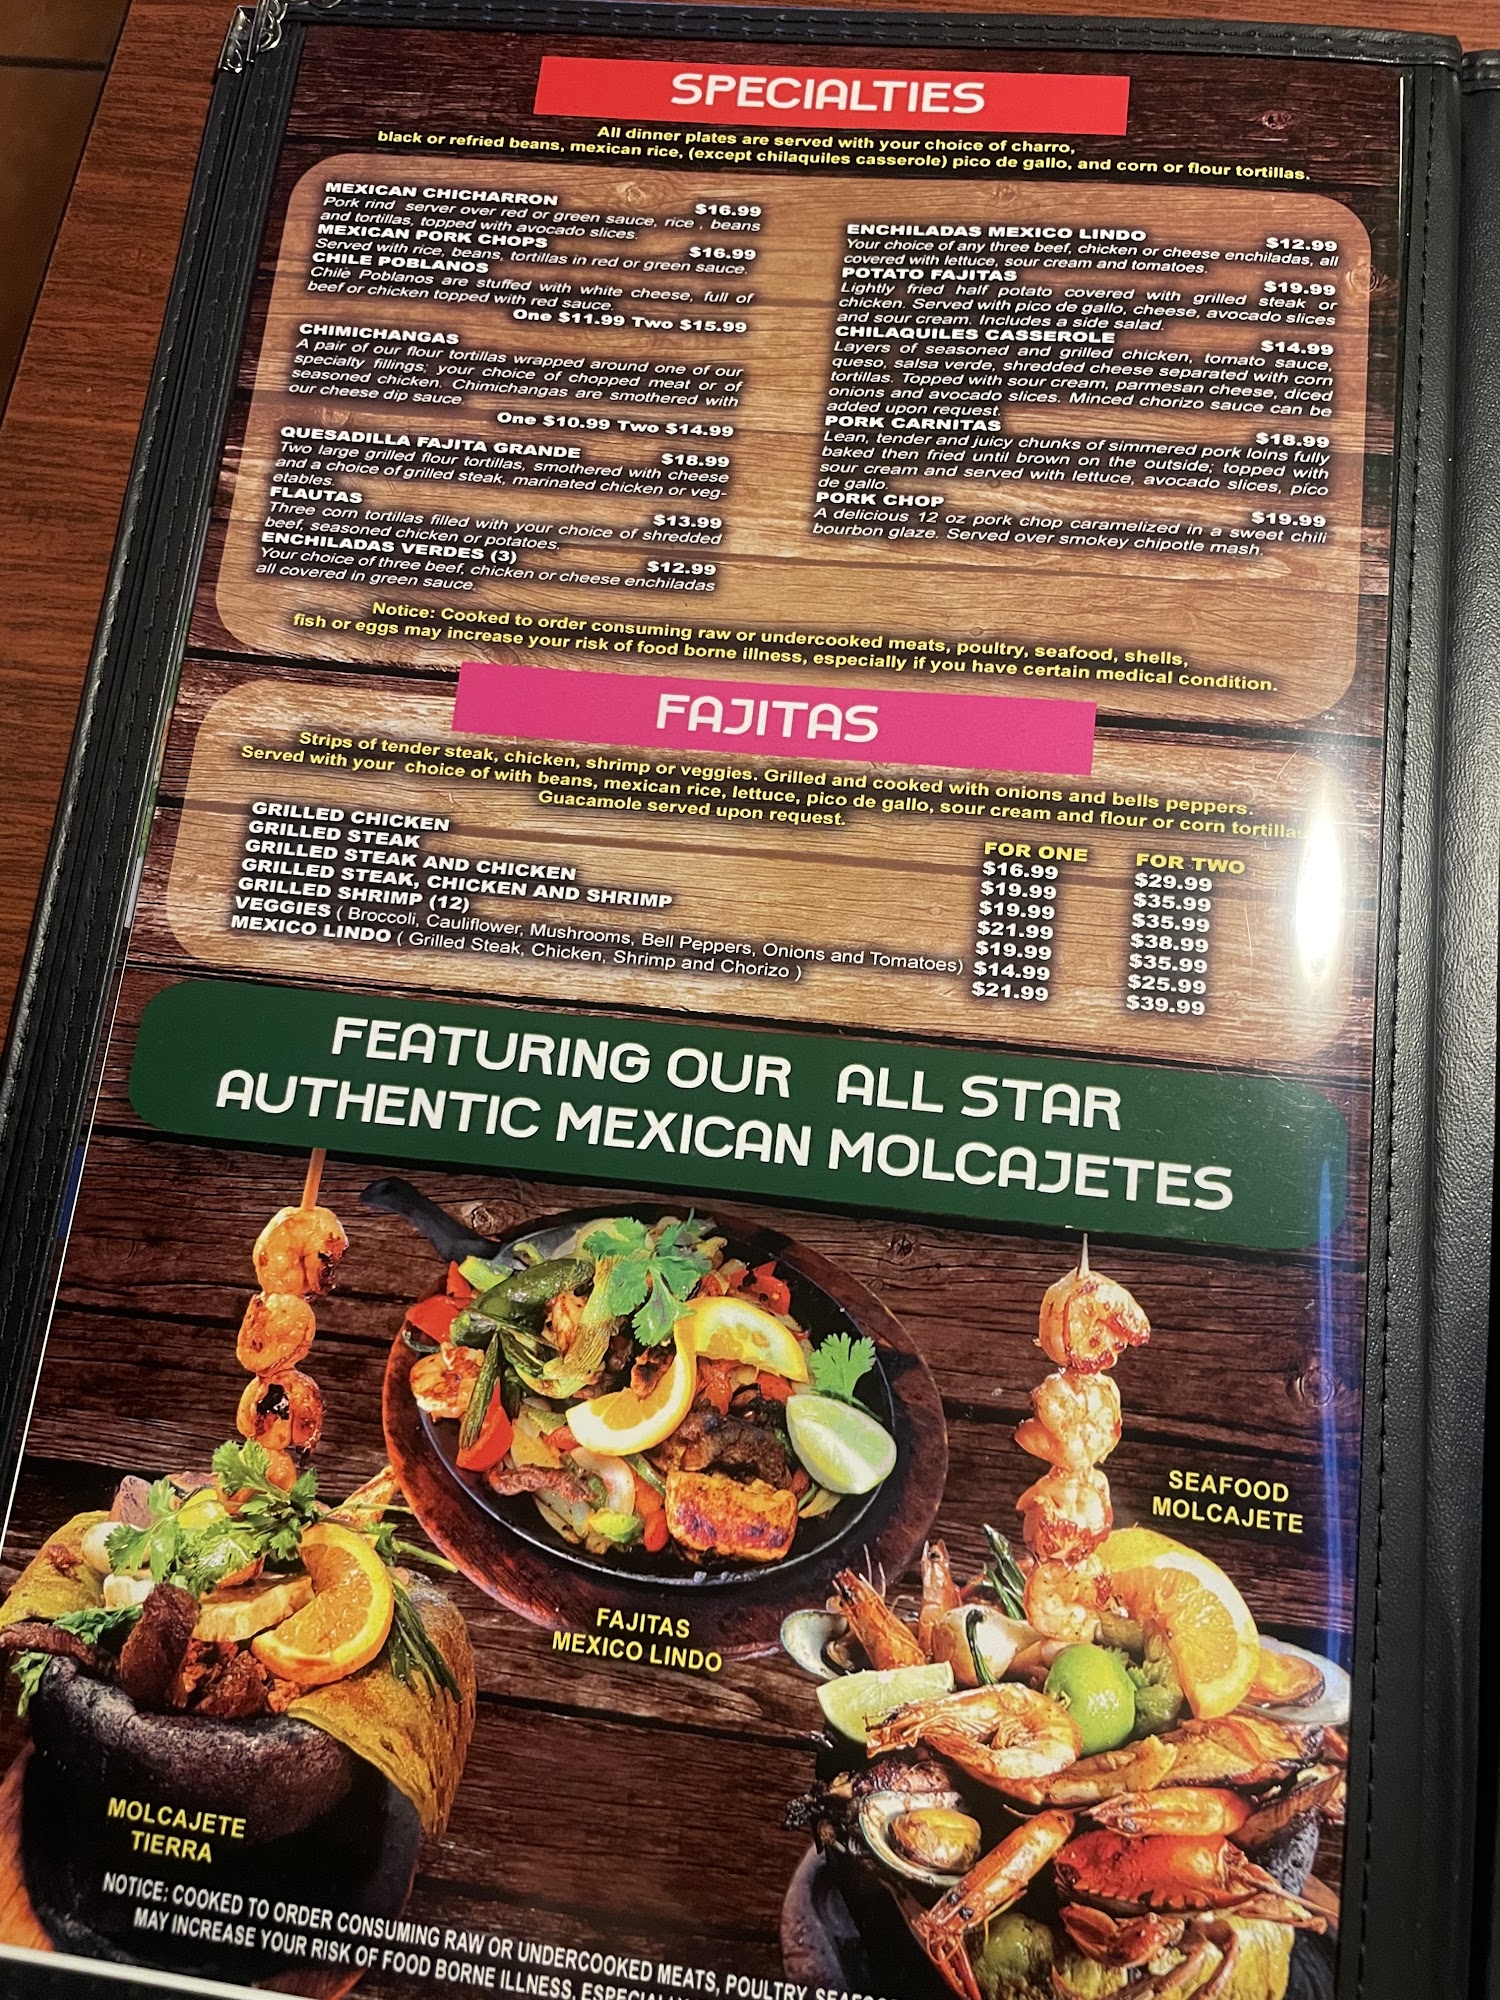 SPECIALTIES
All dinner plates are served with your choice of charro,
black or refried beans, mexican rice, (except chilaquiles casserole) pico de gallo, and corn or flour tortillas.
MEXICAN CHICHARRON $16.99
Pork rind server over red or green sauce, rice , beans
and tortillas, topped with avocado slices.
MEXICAN PORK CHOPS $16.99
Served with rice, beans, tortillas in red or green sauce.
CHILE POBLANOS
Chile Poblanos are stuffed with white cheese, full of
beef or chicken topped with red sauce.
One $11.99 Two $15.99
CHIMICHANGAS
A pair of our flour tortillas wrapped around one of our
specialty fillings; your choice of chopped meat or of
seasoned chicken. Chimichangas are smothered with
our cheese dip sauce.
One $10.99 Two $14.99
QUESADILLA FAJITA GRANDE $18.99
Two large grilled flour tortillas, smothered with cheese
and a choice of grilled steak, marinated chicken or veg-
etables.
FLAUTAS $13.99
Three corn tortillas filled with your choice of shredded
beef, seasoned chicken or potatoes.
ENCHILADAS VERDES (3) $12.99
Your choice of three beef, chicken or cheese enchiladas
all covered in green sauce.
ENCHILADAS MEXICO LINDO $12.99
Your choice of any three beef, chicken or cheese enchiladas, all
covered with lettuce, sour cream and tomatoes.
POTATO FAJITAS $19.99
Lightly fried half potato covered with grilled steak or
chicken. Served with pico de gallo, cheese, avocado slices
and sour cream. Includes a side salad.
CHILAQUILES CASSEROLE $14.99
Layers of seasoned and grilled chicken, tomato sauce,
queso, salsa verde, shredded cheese separated with corn
tortillas. Topped with sour cream, parmesan cheese, diced
onions and avocado slices. Minced chorizo sauce can be
added upon request.
PORK CARNITAS $18.99
Lean, tender and juicy chunks of simmered pork loins fully
baked then fried until brown on the outside; topped with
sour cream and served with lettuce, avocado slices, pico
de gallo.
PORK CHOP $19.99
A delicious 12 oz pork chop caramelized in a sweet chili
bourbon glaze. Served over smokey chipotle mash.
Notice: Cooked to order consuming raw or undercooked meats, poultry, seafood, shells,
fish or eggs may increase your risk of food borne illness, especially if you have certain medical condition.
FAJITAS
Strips of tender steak, chicken, shrimp or veggies. Grilled and cooked with onions and bells peppers.
Served with your choice of with beans, mexican rice, lettuce, pico de gallo, sour cream and flour or corn tortillas
Guacamole served upon request.
FOR ONE FOR TWO
GRILLED CHICKEN $16.99 $29.99
GRILLED STEAK $19.99 $35.99
GRILLED STEAK AND CHICKEN $19.99 $35.99
GRILLED STEAK, CHICKEN AND SHRIMP $21.99 $38.99
GRILLED SHRIMP (12) $19.99 $35.99
VEGGIES ( Broccoli, Cauliflower, Mushrooms, Bell Peppers, Onions and Tomatoes) $14.99 $25.99
MEXICO LINDO ( Grilled Steak, Chicken, Shrimp and Chorizo ) $21.99 $39.99
FEATURING OUR ALL STAR
AUTHENTIC MEXICAN MOLCAJETES
SEAFOOD
MOLCAJETE
FAJITAS
MEXICO LINDO
MOLCAJETE
TIERRA
NOTICE: COOKED TO ORDER CONSUMING RAW OR UNDERCOOKED MEATS, POULTRY,
MAY INCREASE YOUR RISK OF FOOD BORNE ILLNESS,